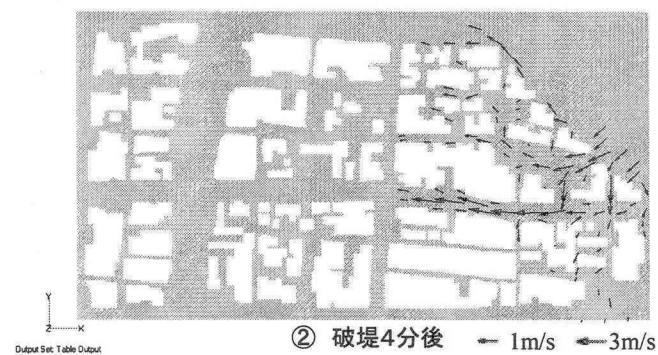 Y
Z X
Output Set: Table Output
② 破堤4分後 1m/s 3m/s